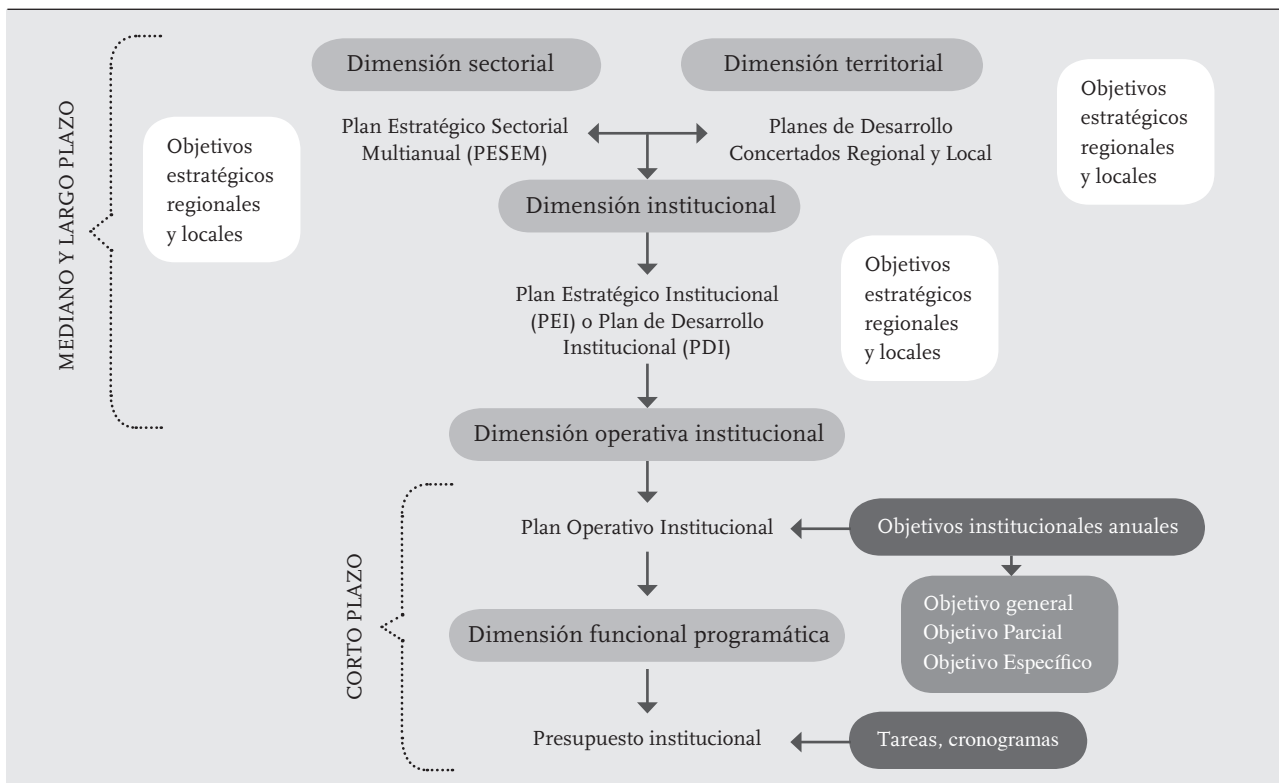 MEDIANO Y LARGO PLAZO
Dimensión sectorial
Dimensión territorial
Objetivos
estratégicos
regionales
y locales
Plan Estratégico Sectorial
Multianual (PESEM)
Planes de Desarrollo
Concertados Regional y Local
Objetivos
estratégicos
regionales
y locales
Dimensión institucional
Plan Estratégico Institucional
(PEI) o Plan de Desarrollo
Institucional (PDI)
Objetivos
estratégicos
regionales
y locales
Dimensión operativa institucional
CORTO PLAZO
Plan Operativo Institucional
Objetivos institucionales anuales
Objetivo general
Objetivo Parcial
Objetivo Específico
Dimensión funcional programática
Presupuesto institucional
Tareas, cronogramas